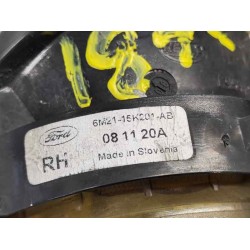 Ford
6M21-15K201-AB
08 11 20A
RH
Made in Slovenia